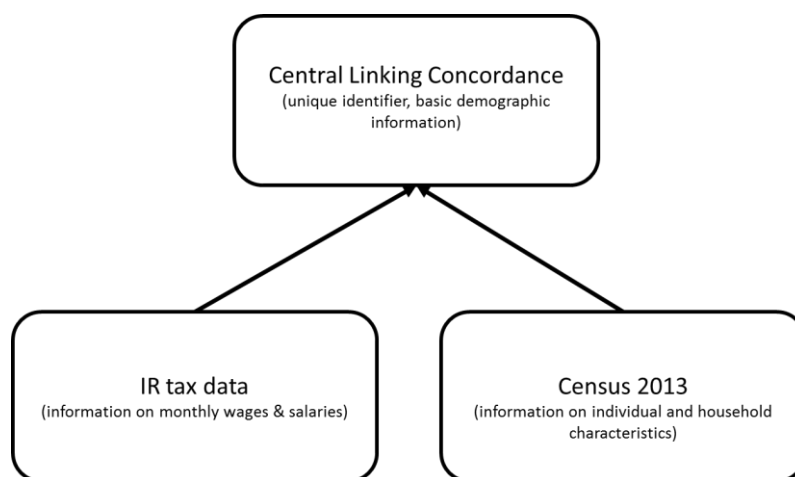 Central Linking Concordance
(unique identifier, basic demographic
information)
IR tax data
(information on monthly wages & salaries)
Census 2013
(information on individual and household
characteristics)